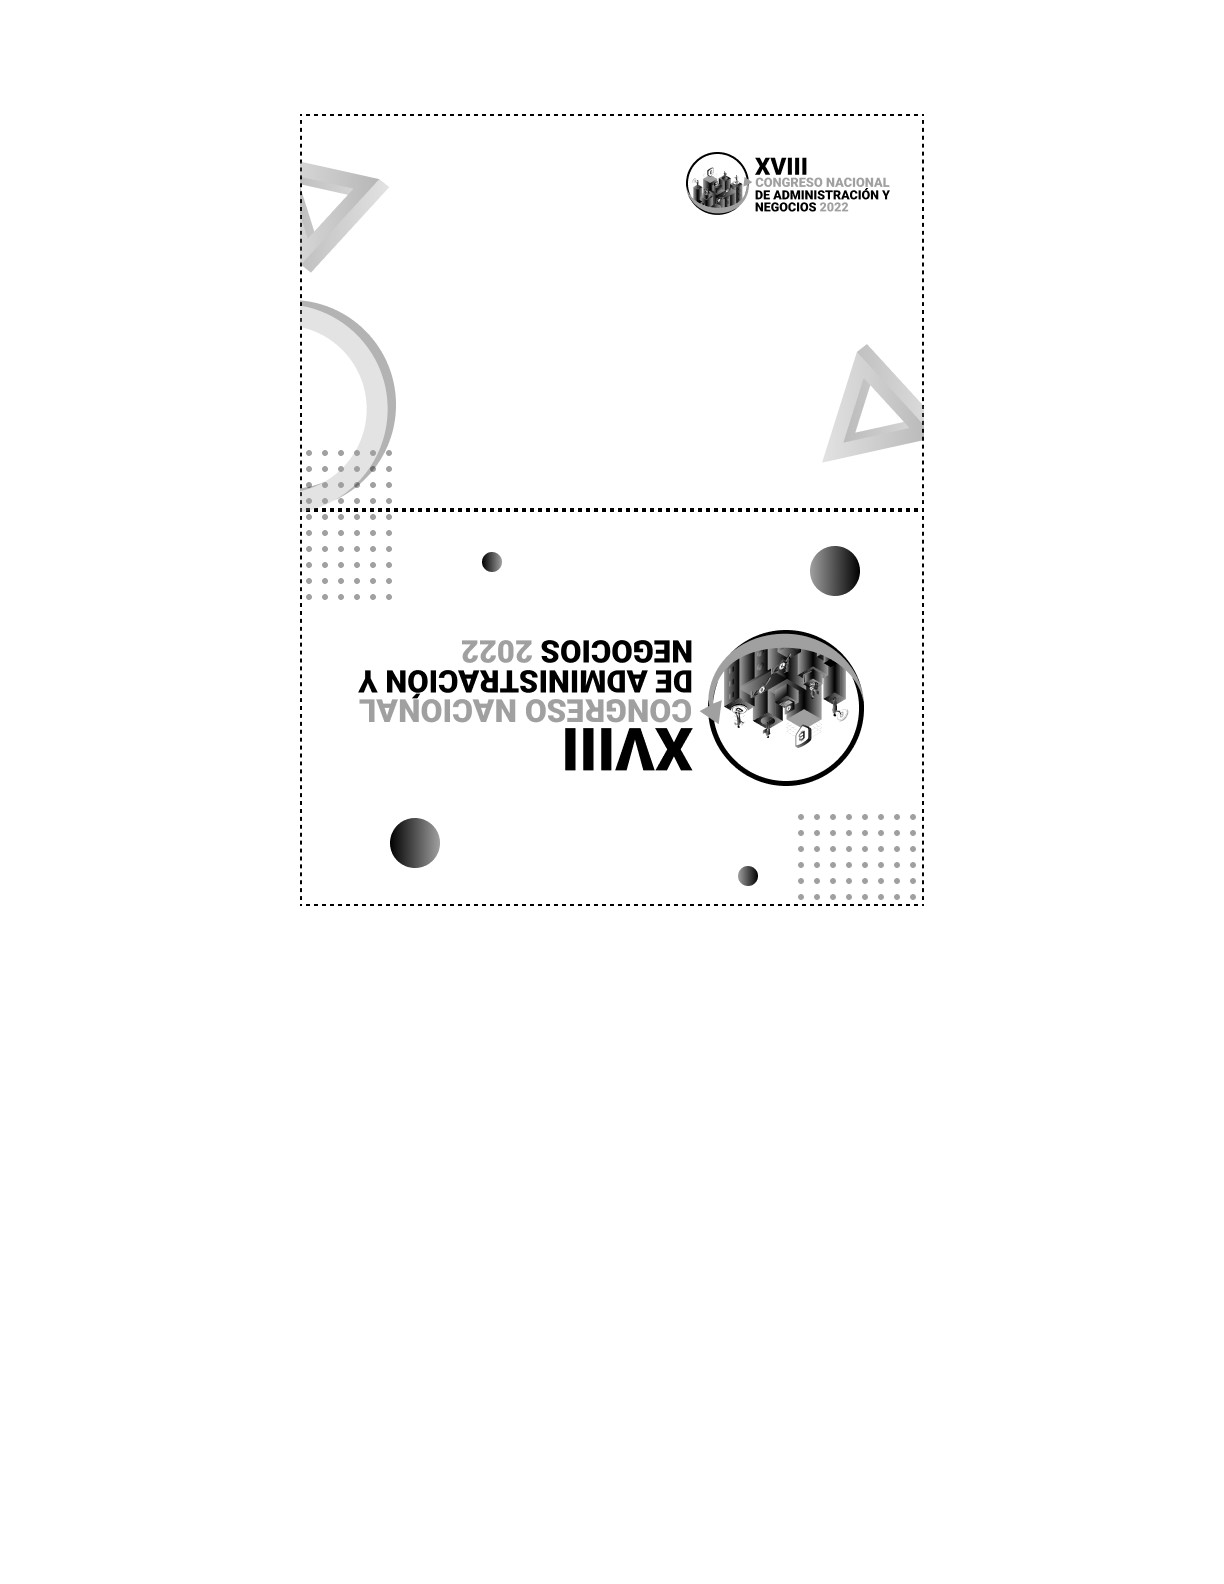 XVIII
CONGRESO NACIONAL
DE ADMINISTRACIÓN Y
NEGOCIOS 2022
XVIII
CONGRESO NACIONAL
DE ADMINISTRACIÓN Y
NEGOCIOS 2022